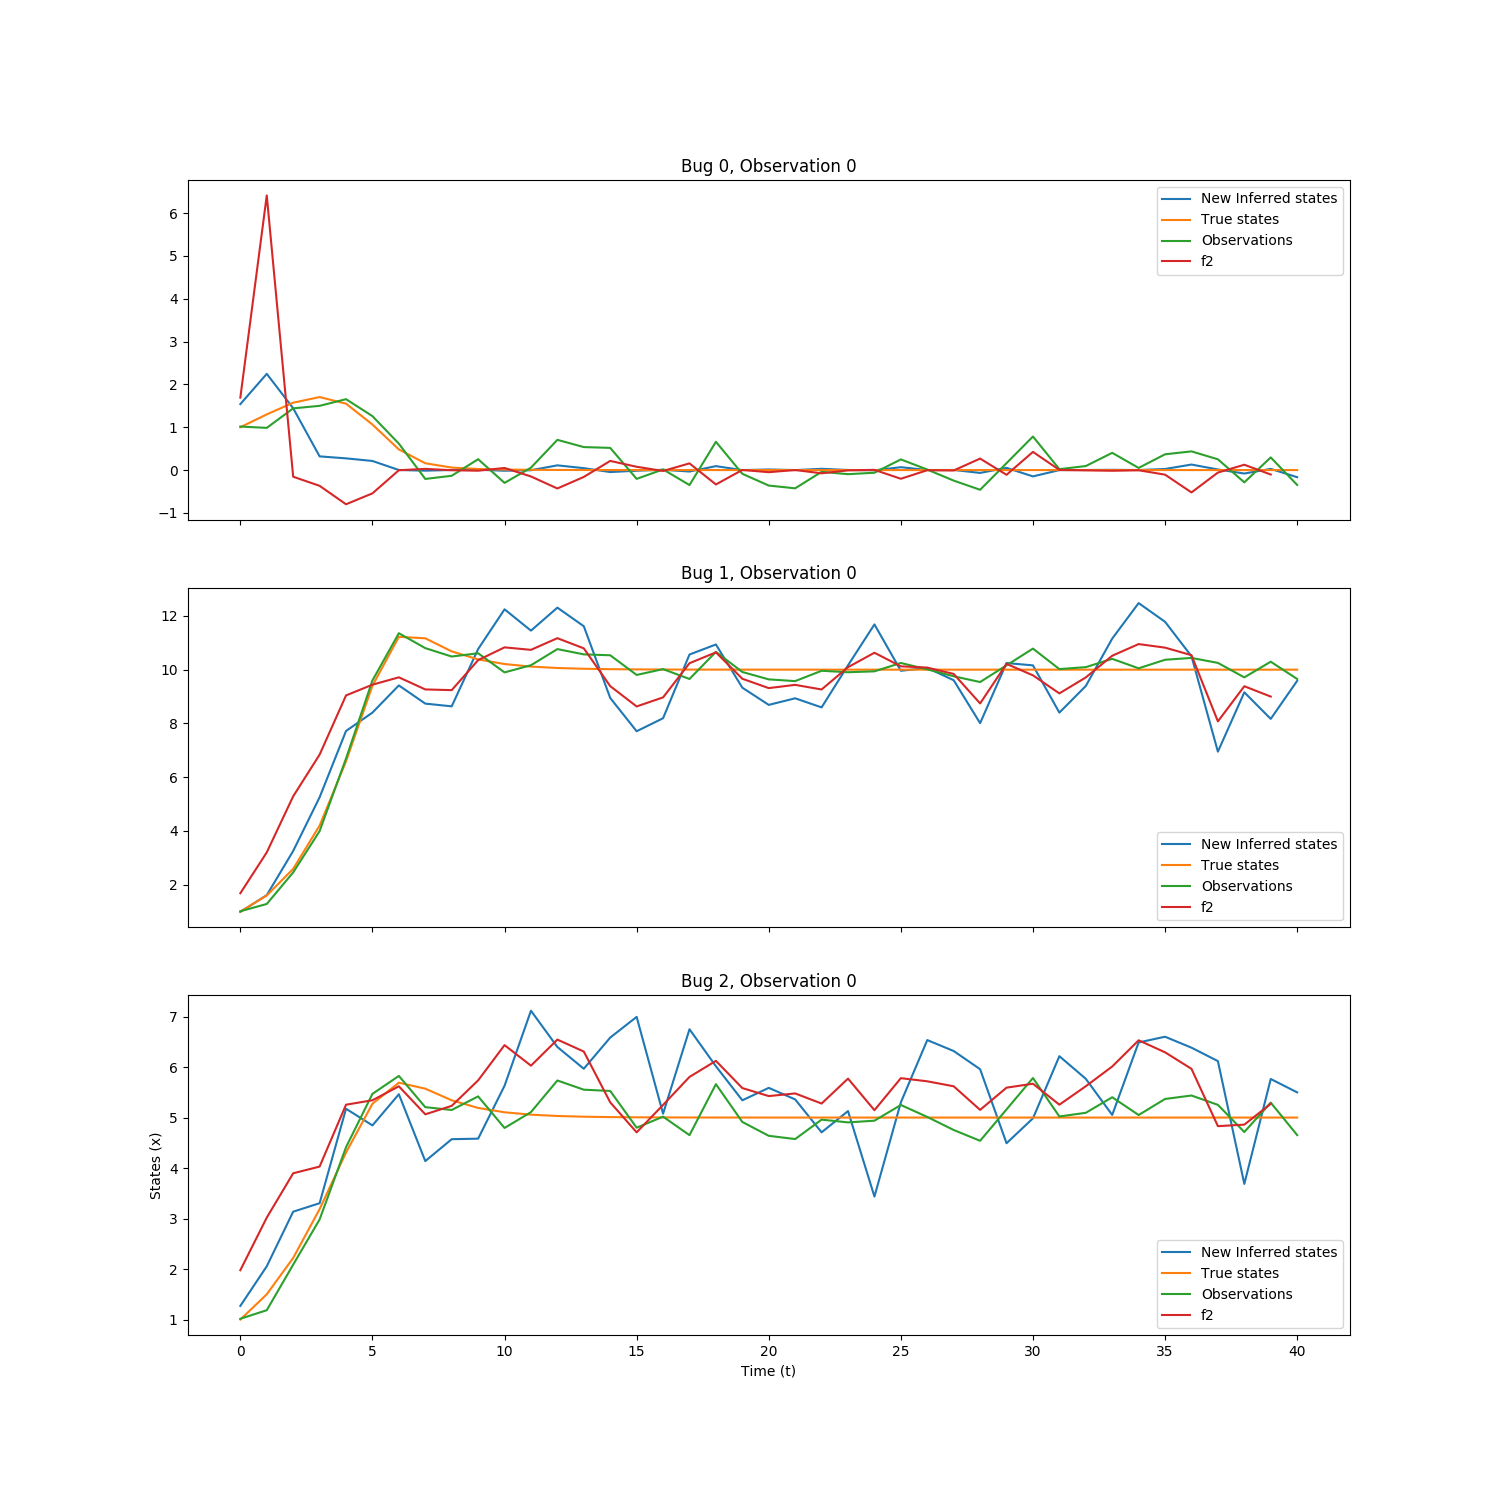 Bug 0, Observation 0
6
5
4
3
2
1
0
−1
New Inferred states
True states
Observations
f2
Bug 1, Observation 0
12
10
8
6
4
2
New Inferred states
True states
Observations
f2
Bug 2, Observation 0
7
6
5
4
3
2
1
States (x)
New Inferred states
True states
Observations
f2
0 5 10 15 20 25 30 35 40
Time (t)